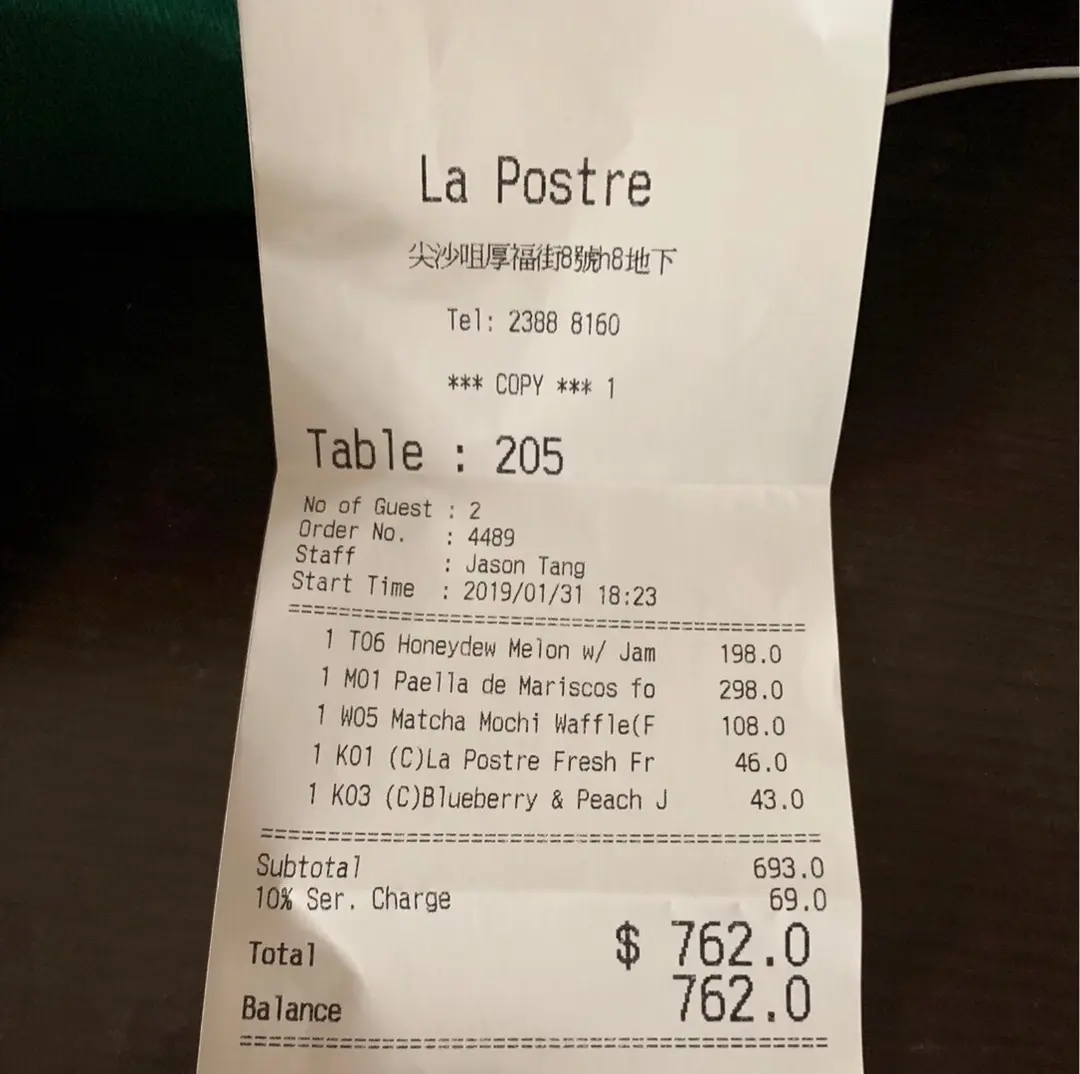 La Postre
尖沙咀厚福街8號h8地下
Tel: 2388 8160
*** COPY *** 1
Table : 205
No of Guest : 2
Order No. : 4489
Staff : Jason Tang
Start Time : 2019/01/31 18:23
1 T06 Honeydew Melon w/ Jam 198.0
1 M01 Paella de Mariscos fo 298.0
1 W05 Matcha Mochi Waffle(F 108.0
1 K01 (C)La Postre Fresh Fr 46.0
1 K03 (C)Blueberry & Peach J 43.0
Subtotal 693.0
10% Ser. Charge 69.0
Total $ 762.0
Balance 762.0